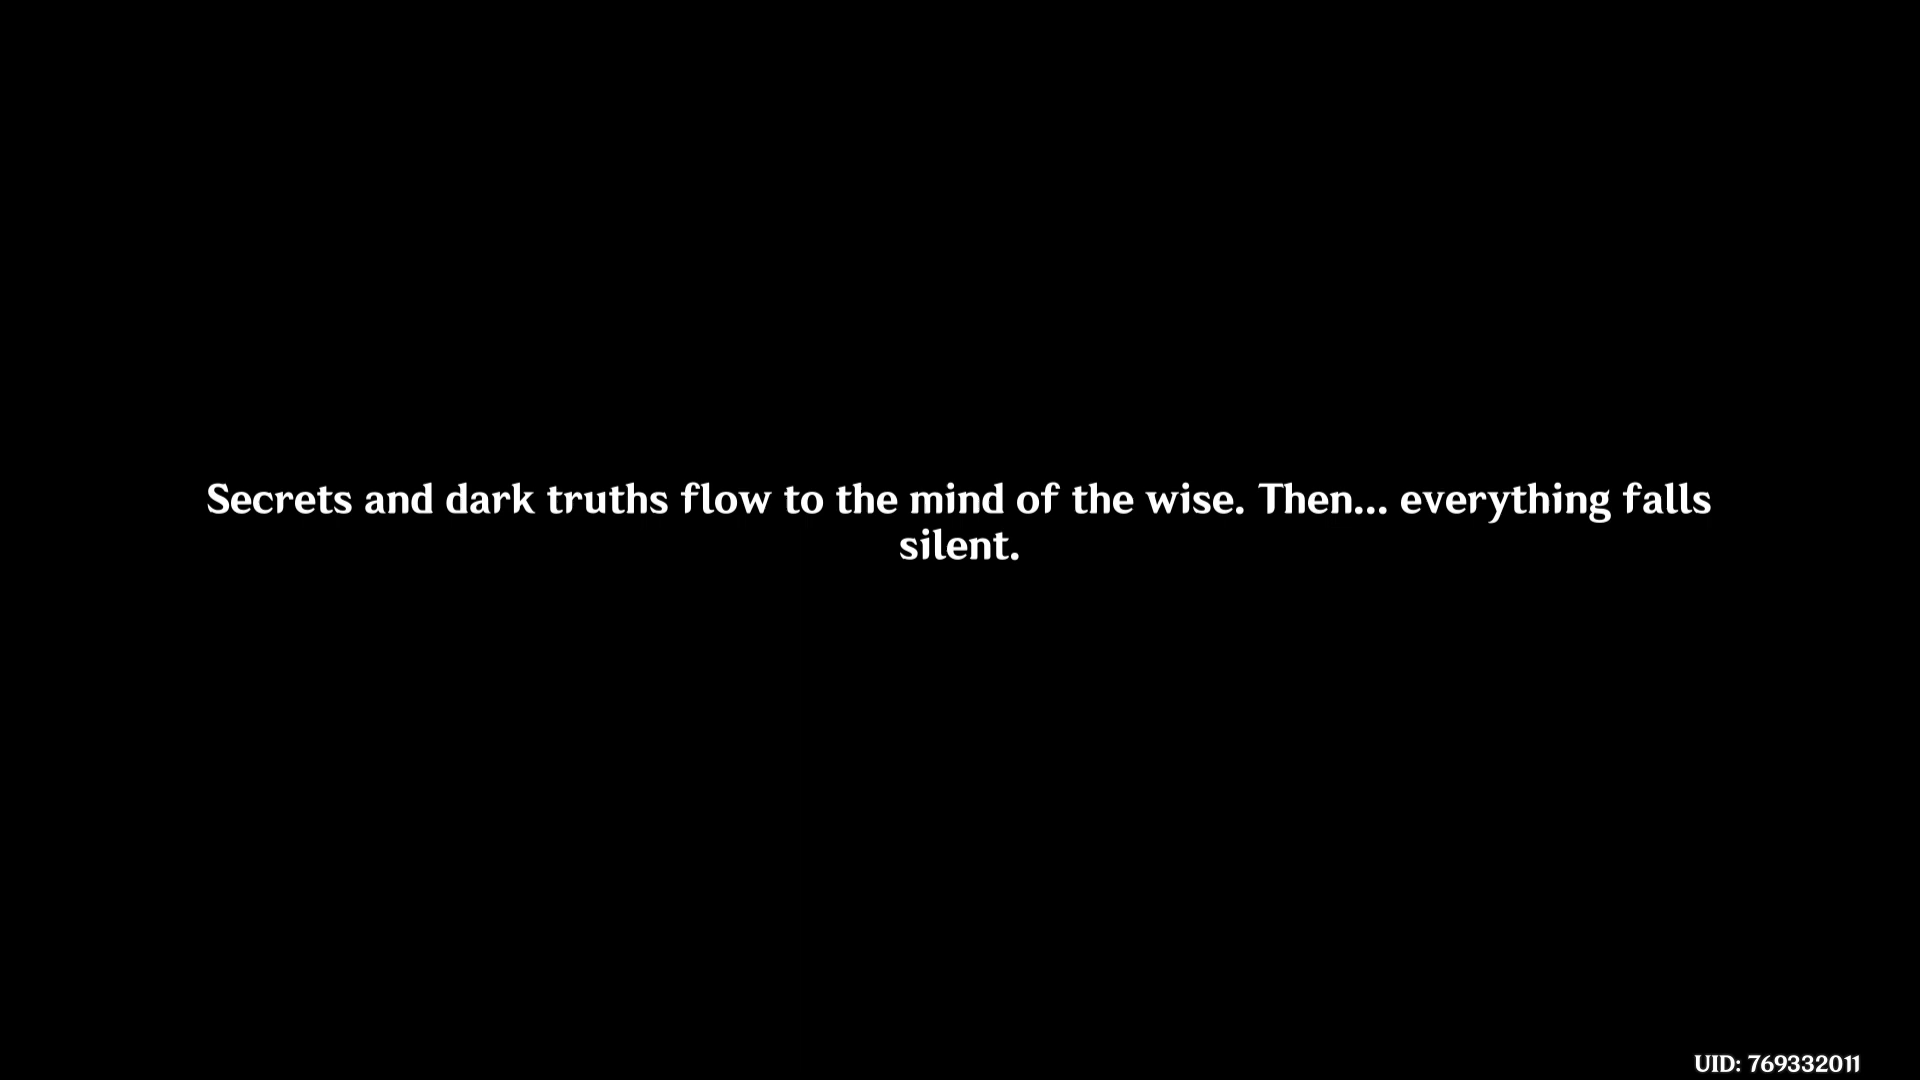 Secrets and dark truths flow to the mind of the wise. Then... everything falls
silent.
UID: 769332011